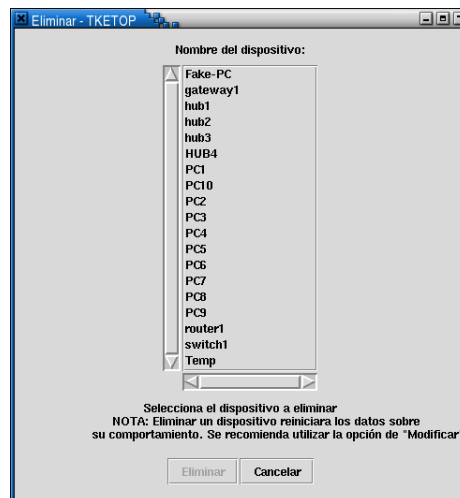 Eliminar - TKETOP
Nombre del dispositivo:
Fake-PC
gateway1
hub1
hub2
hub3
HUB4
PC1
PC10
PC2
PC3
PC4
PC5
PC6
PC7
PC8
PC9
router1
switch1
Temp
Selecciona el dispositivo a eliminar
NOTA: Eliminar un dispositivo reiniciara los datos sobre
su comportamiento. Se recomienda utilizar la opción de "Modificar"
Eliminar Cancelar